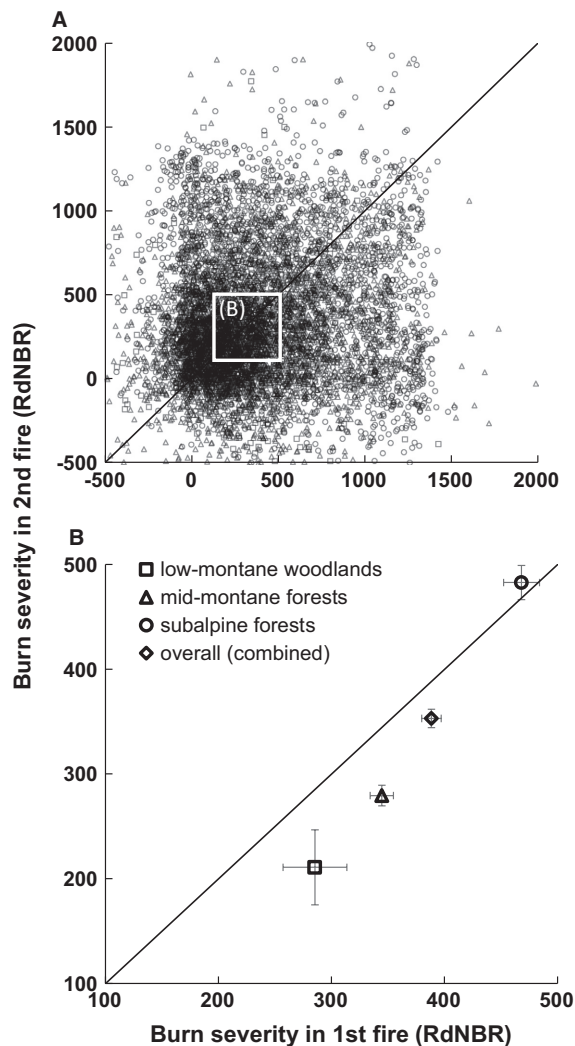 A
2000
1500
1000
500
0
-500
(B)
-500 0 500 1000 1500 2000
Burn severity in 2nd fire (RdNBR)
B
500
400
300
200
100
low-montane woodlands
mid-montane forests
subalpine forests
overall (combined)
100 200 300 400 500
Burn severity in 1st fire (RdNBR)